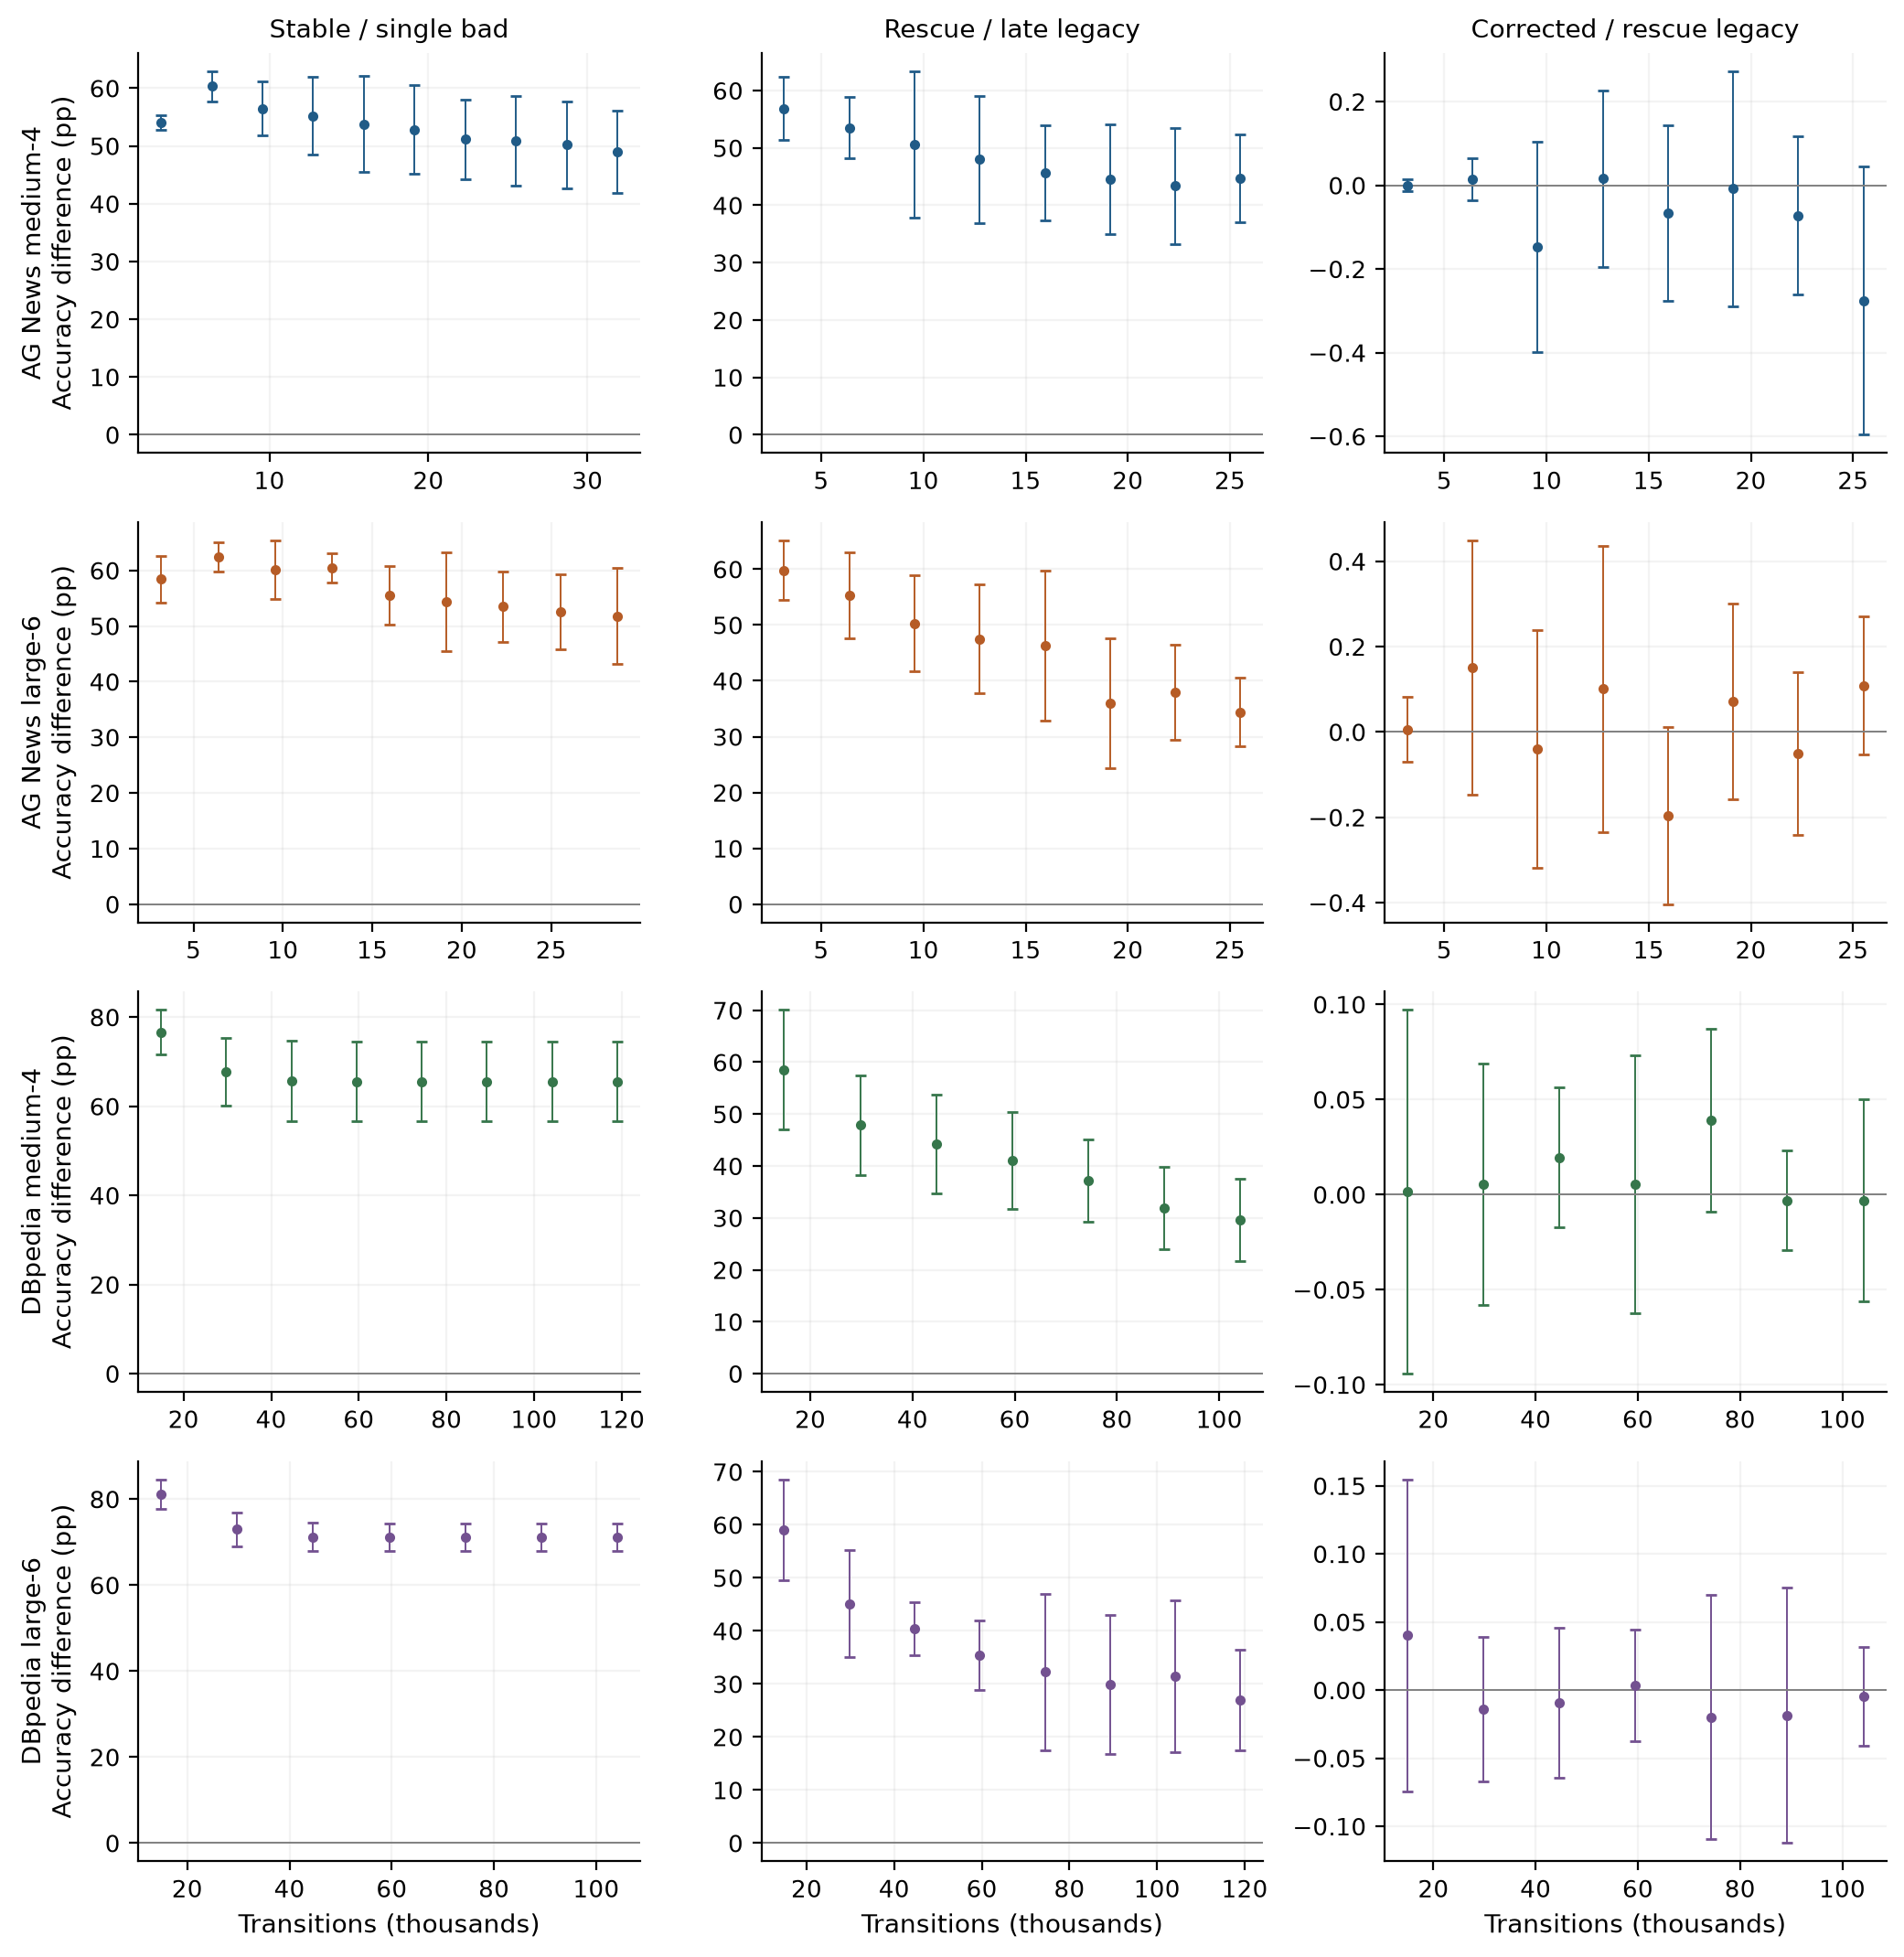 Stable / single bad
Rescue / late legacy
Corrected / rescue legacy
AG News medium-4
Accuracy difference (pp)
60
50
40
30
20
10
0
10 20 30
60
50
40
30
20
10
0
5 10 15 20 25
0.2
0.0
−0.2
−0.4
−0.6
5 10 15 20 25
AG News large-6
Accuracy difference (pp)
60
50
40
30
20
10
0
5 10 15 20 25
60
50
40
30
20
10
0
5 10 15 20 25
0.4
0.2
0.0
−0.2
−0.4
5 10 15 20 25
DBpedia medium-4
Accuracy difference (pp)
80
60
40
20
0
20 40 60 80 100 120
70
60
50
40
30
20
10
0
20 40 60 80 100
0.10
0.05
0.00
−0.05
−0.10
20 40 60 80 100
DBpedia large-6
Accuracy difference (pp)
80
60
40
20
0
20 40 60 80 100
Transitions (thousands)
70
60
50
40
30
20
10
0
20 40 60 80 100 120
Transitions (thousands)
0.15
0.10
0.05
0.00
−0.05
−0.10
20 40 60 80 100
Transitions (thousands)